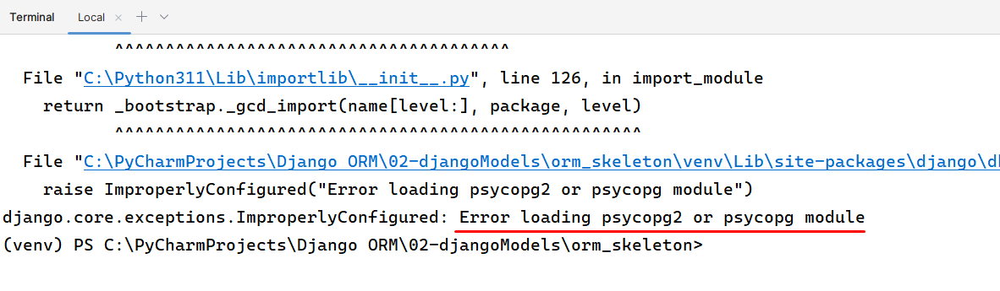 Terminal Local × +
^^^^^^^^^^^^^^^^^^^^^^^^^^^^^^^^^^^^^^^
File "C:\Python311\Lib\importlib\__init__.py", line 126, in import_module
return _bootstrap._gcd_import(name[level:], package, level)
^^^^^^^^^^^^^^^^^^^^^^^^^^^^^^^^^^^^^^^^^^^^^^^^^^^^
File "C:\PyCharmProjects\Django ORM\02-djangoModels\orm_skeleton\venv\Lib\site-packages\django\
raise ImproperlyConfigured("Error loading psycopg2 or psycopg module")
django.core.exceptions.ImproperlyConfigured: Error loading psycopg2 or psycopg module
(venv) PS C:\PyCharmProjects\Django ORM\02-djangoModels\orm_skeleton>